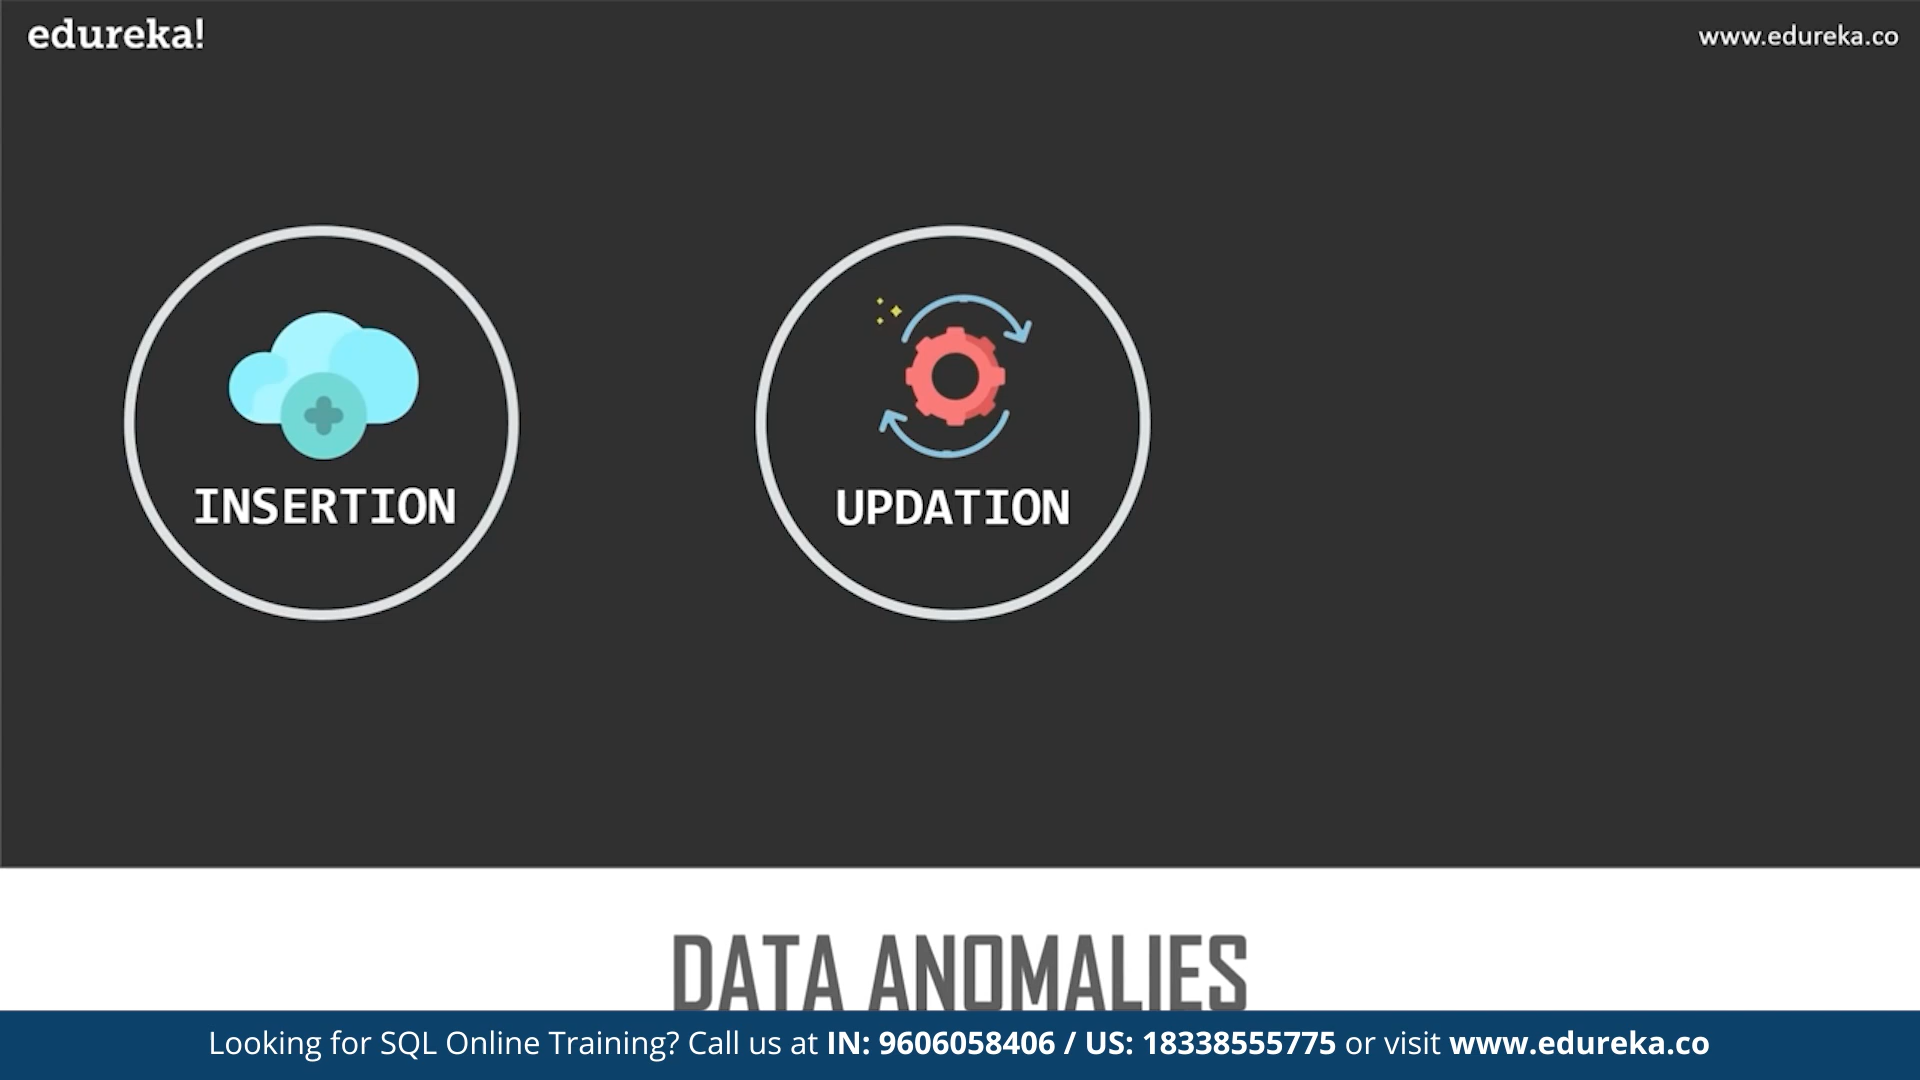 edureka!
www.edureka.co
INSERTION
UPDATION
DATA ANOMALIES
Looking for SQL Online Training? Call us at IN: 9606058406 / US: 18338555775 or visit www.edureka.co